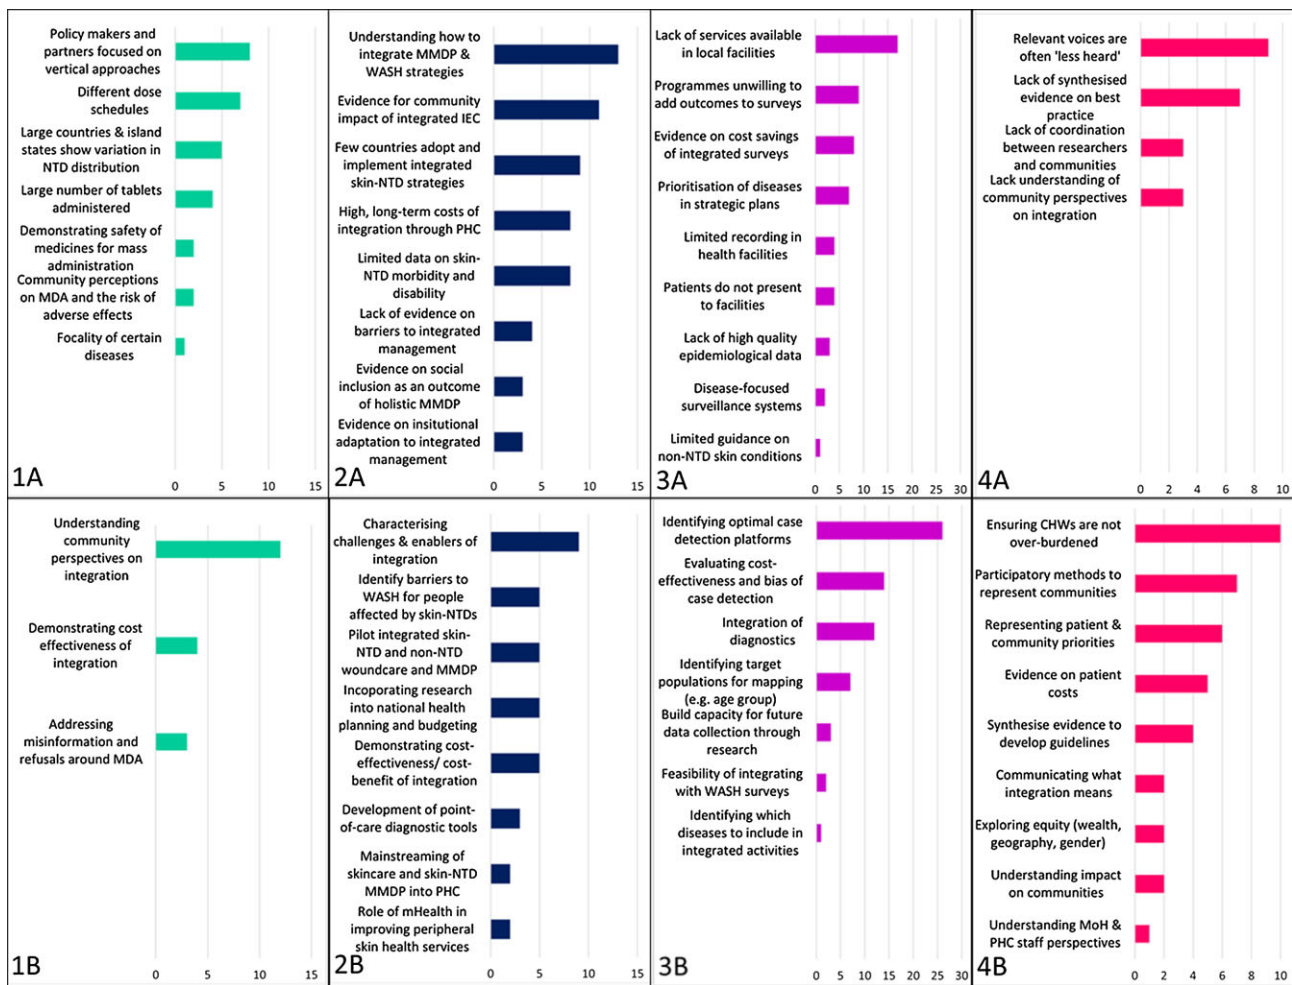 Policy makers and
partners focused on
vertical approaches
Different dose
schedules
Large countries & island
states show variation in
NTD distribution
Large number of tablets
administered
Demonstrating safety of
medicines for mass
administration
Community perceptions
on MDA and the risk of
adverse effects
Focality of certain
diseases
1A
0 5 10 15
Understanding how to
integrate MMDP &
WASH strategies
Evidence for community
impact of integrated IEC
Few countries adopt and
implement integrated
skin-NTD strategies
High, long-term costs of
integration through PHC
Limited data on skin-
NTD morbidity and
disability
Lack of evidence on
barriers to integrated
management
Evidence on social
inclusion as an outcome
of holistic MMDP
Evidence on insitutional
adaptation to integrated
management
2A
0 5 10 15
Lack of services available
in local facilities
Programmes unwilling to
add outcomes to surveys
Evidence on cost savings
of integrated surveys
Prioritisation of diseases
in strategic plans
Limited recording in
health facilities
Patients do not present
to facilities
Lack of high quality
epidemiological data
Disease-focused
surveillance systems
Limited guidance on
non-NTD skin conditions
3A
0 5 10 15 20 25 30
Relevant voices are
often 'less heard'
Lack of synthesised
evidence on best
practice
Lack of coordination
between researchers
and communities
Lack understanding of
community perspectives
on integration
4A
0 2 4 6 8 10
Understanding
community
perspectives on
integration
Demonstrating cost
effectiveness of
integration
Addressing
misinformation and
refusals around MDA
1B
0 5 10 15
Characterising
challenges & enablers of
integration
Identify barriers to
WASH for people
affected by skin-NTDs
Pilot integrated skin-
NTD and non-NTD
woundcare and MMDP
Incoporating research
into national health
planning and budgeting
Demonstrating cost-
effectiveness/ cost-
benefit of integration
Development of point-
of-care diagnostic tools
Mainstreaming of
skincare and skin-NTD
MMDP into PHC
Role of mHealth in
improving peripheral
skin health services
2B
0 5 10 15
Identifying optimal case
detection platforms
Evaluating cost-
effectiveness and bias of
case detection
Integration of
diagnostics
Identifying target
populations for mapping
(e.g. age group)
Build capacity for future
data collection through
research
Feasibility of integrating
with WASH surveys
Identifying which
diseases to include in
integrated activities
3B
0 5 10 15 20 25 30
Ensuring CHWs are not
over-burdened
Participatory methods to
represent communities
Representing patient &
community priorities
Evidence on patient
costs
Synthesise evidence to
develop guidelines
Communicating what
integration means
Exploring equity (wealth,
geography, gender)
Understanding impact
on communities
Understanding MoH &
PHC staff perspectives
4B
0 2 4 6 8 10